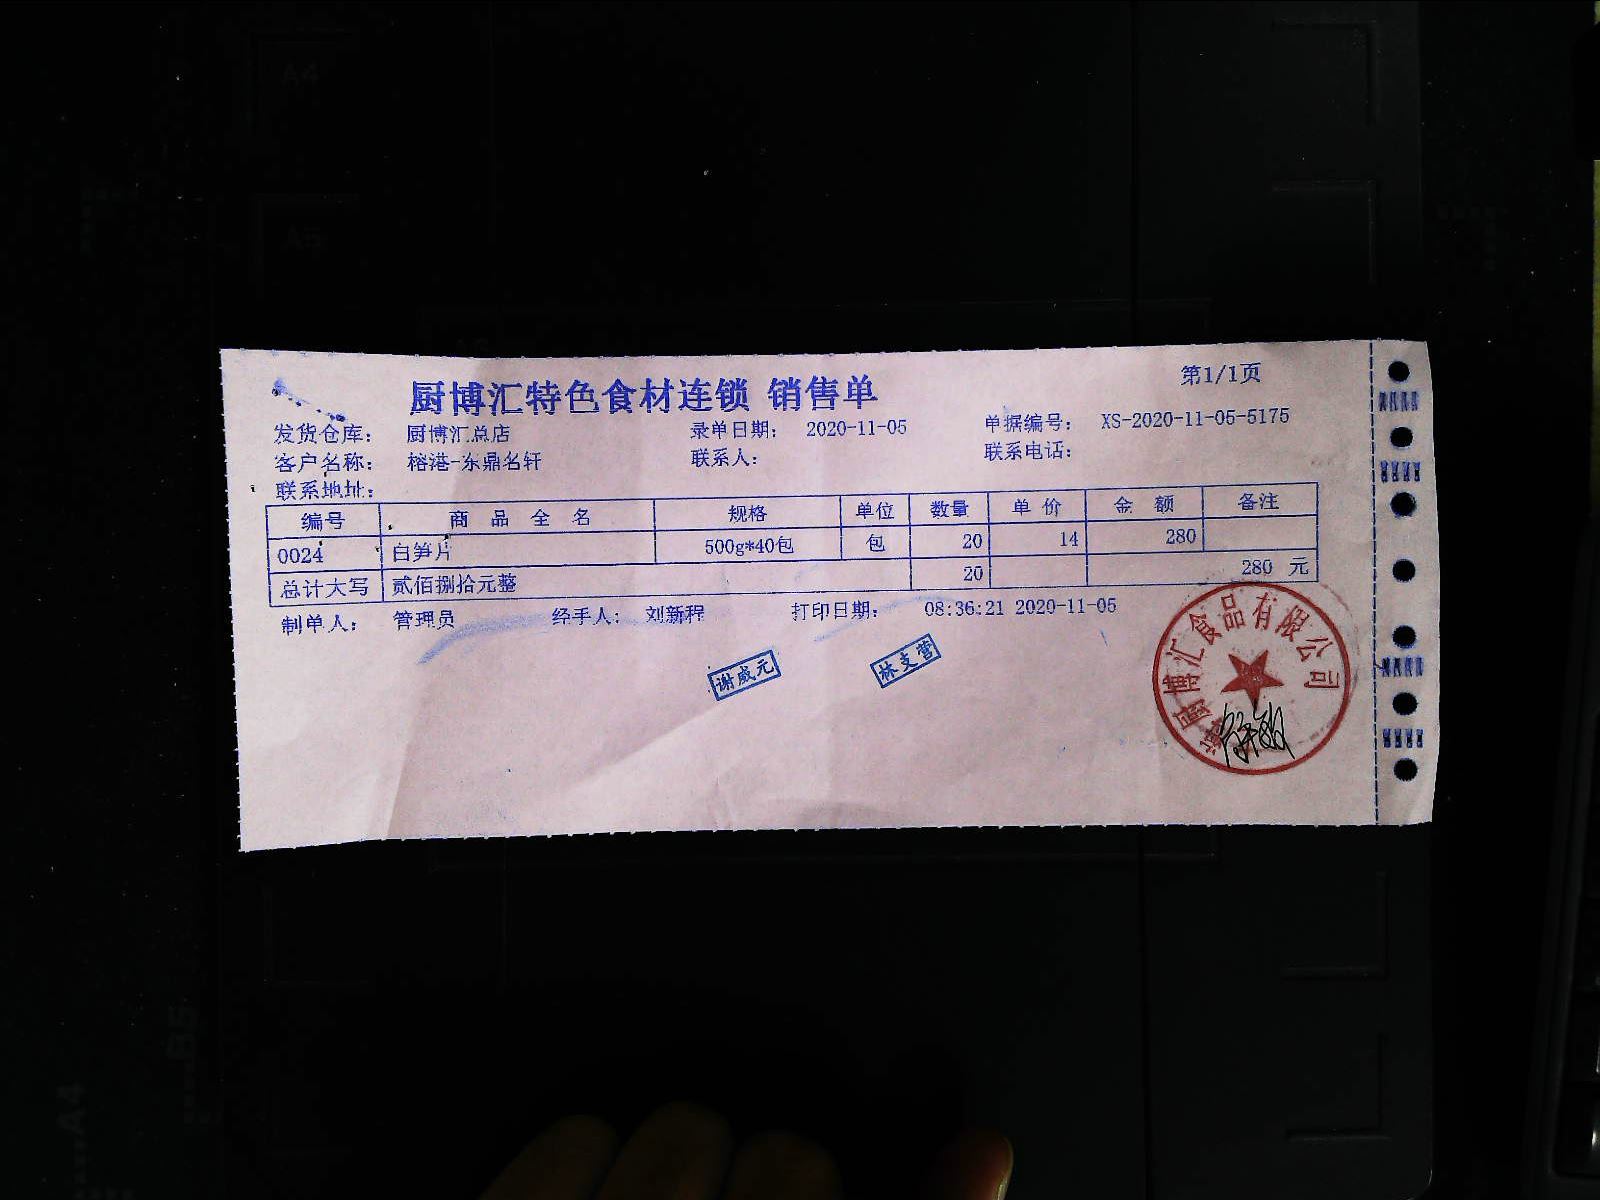 第1/1页
厨博汇特色食材连锁 销售单
发货仓库: 厨博汇总店 录单日期: 2020-11-05 单据编号: XS-2020-11-05-5175
客户名称: 榕港-东鼎名轩 联系人: 联系电话:
联系地址:
编号 商品全名 规格 单位 数量 单价 金额 备注
0024 白笋片 500g*40包 包 20 14 280
总计大写 贰佰捌拾元整 20 280 元
制单人: 管理员 经手人: 刘新程 打印日期: 08:36:21 2020-11-05
谢威元 林支营
厨博汇食品有限公司
A4
A5
B5
A4